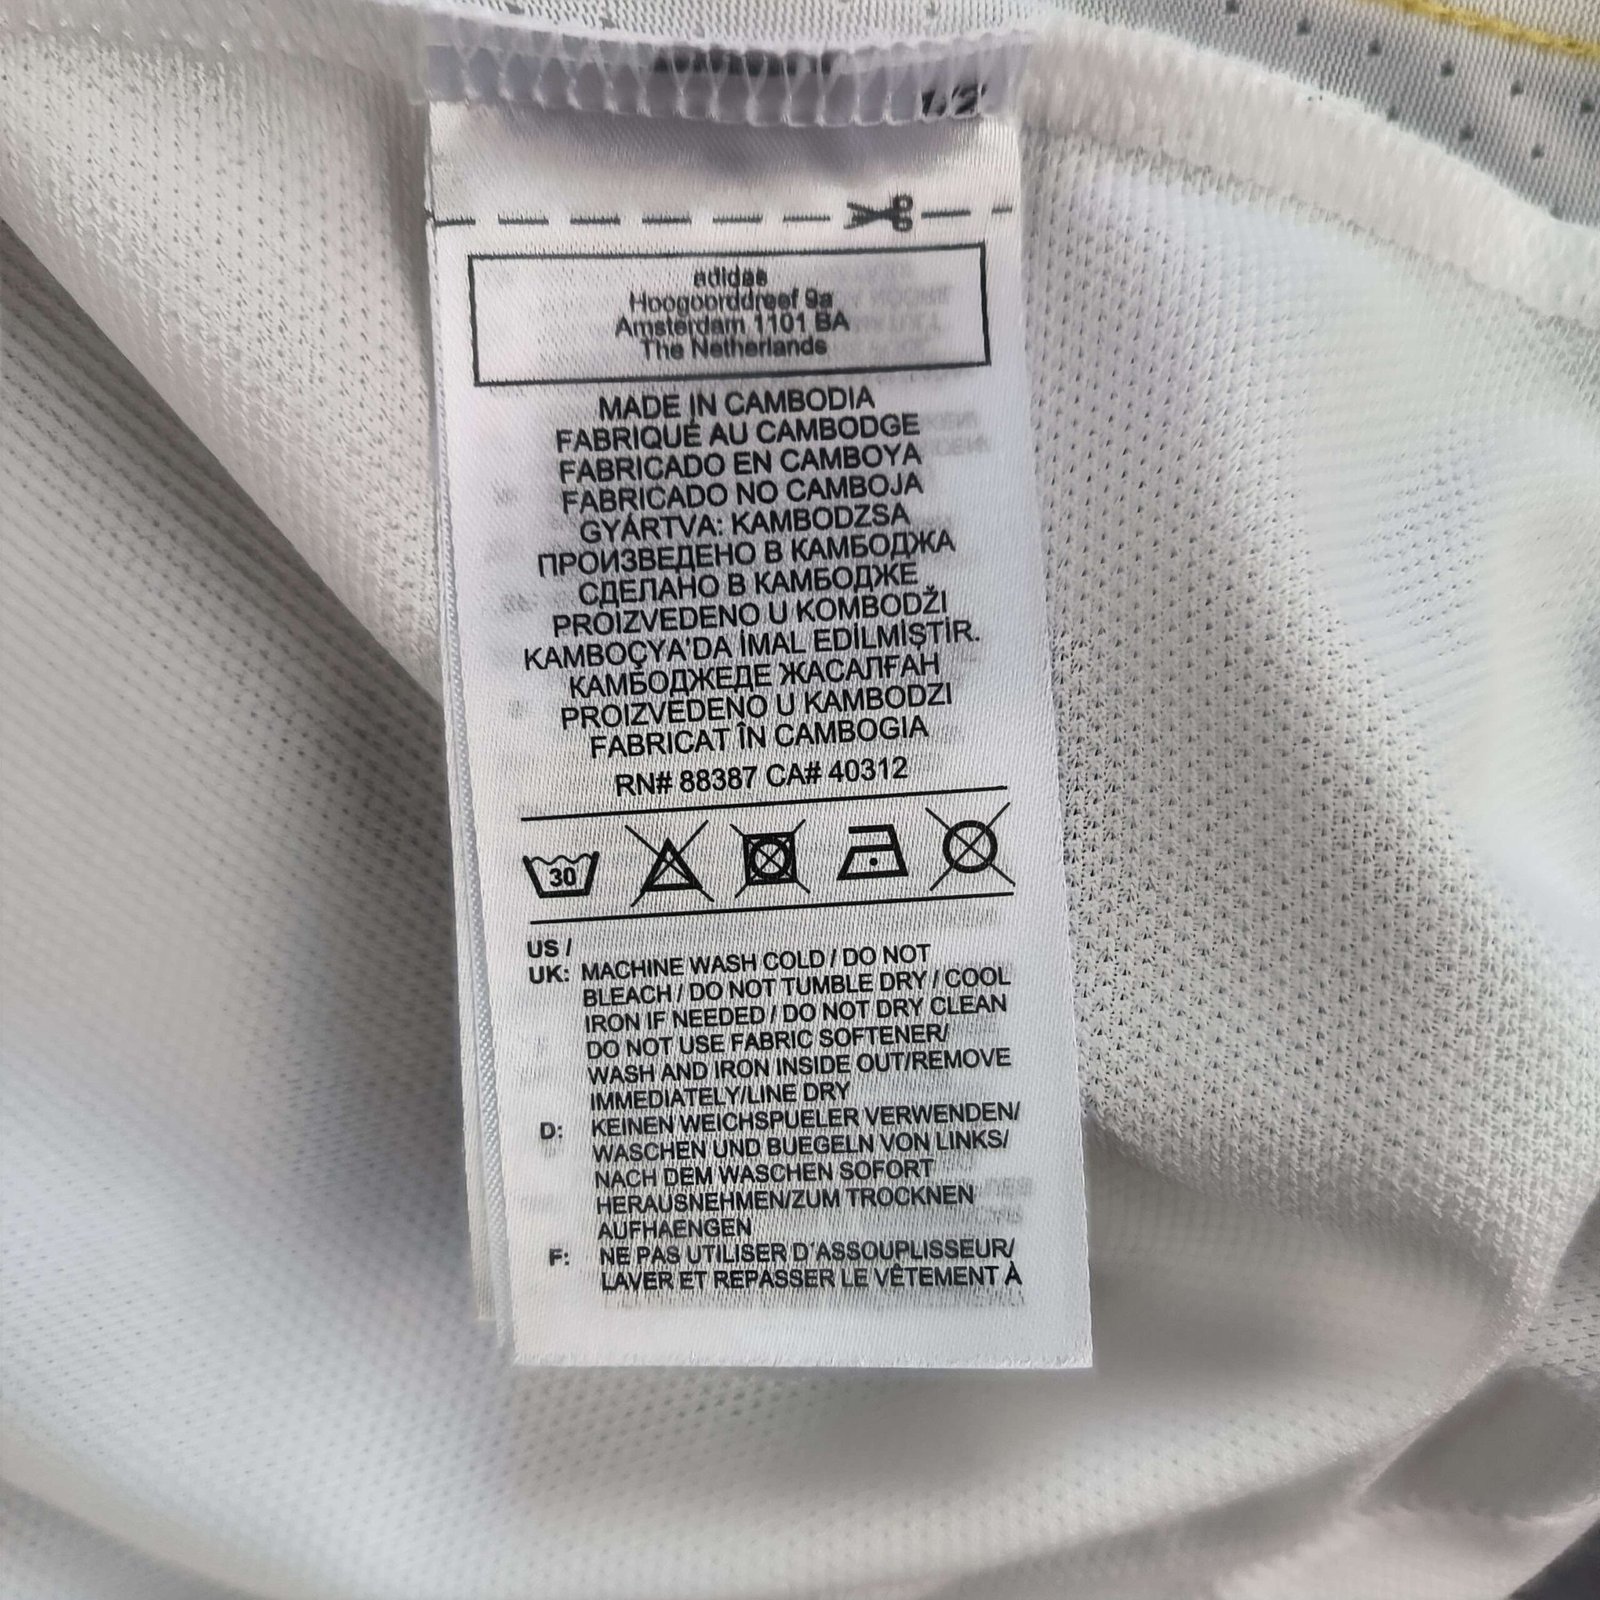 1/2
adidas
Hoogoorddreef 9a
Amsterdam 1101 BA
The Netherlands
MADE IN CAMBODIA
FABRIQUÉ AU CAMBODGE
FABRICADO EN CAMBOYA
FABRICADO NO CAMBOJA
GYÁRTVA: KAMBODZSA
ПРОИЗВЕДЕНО В КАМБОДЖА
СДЕЛАНО В КАМБОДЖЕ
PROIZVEDENO U KOMBODŽI
KAMBOÇYA'DA İMAL EDİLMİŞTİR.
КАМБОДЖЕДЕ ЖАСАЛҒАН
PROIZVEDENO U KAMBODZI
FABRICAT ÎN CAMBOGIA
RN# 88387 CA# 40312
30
US /
UK: MACHINE WASH COLD / DO NOT
BLEACH / DO NOT TUMBLE DRY / COOL
IRON IF NEEDED / DO NOT DRY CLEAN
DO NOT USE FABRIC SOFTENER/
WASH AND IRON INSIDE OUT/REMOVE
IMMEDIATELY/LINE DRY
D: KEINEN WEICHSPUELER VERWENDEN/
WASCHEN UND BUEGELN VON LINKS/
NACH DEM WASCHEN SOFORT
HERAUSNEHMEN/ZUM TROCKNEN
AUFHAENGEN
F: NE PAS UTILISER D'ASSOUPLISSEUR/
LAVER ET REPASSER LE VÊTEMENT À